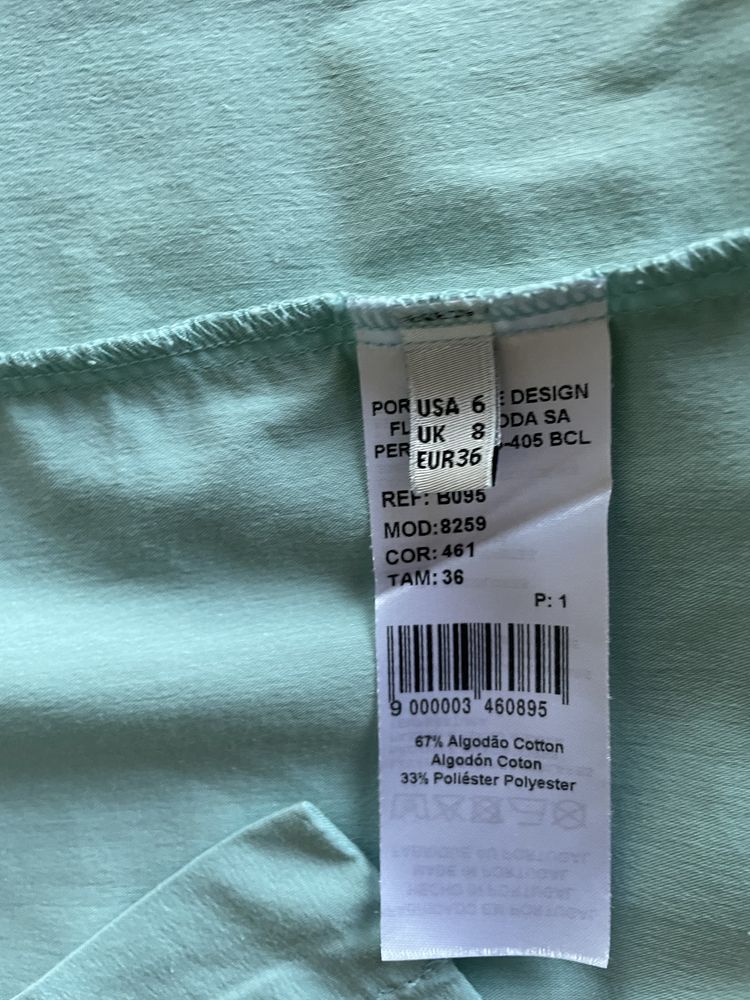 USA 6
UK 8
EUR36
POR DESIGN
FL ODA SA
PER -405 BCL
REF: B095
MOD:8259
COR:461
TAM:36
P:1
9 000003 460895
67% Algodão Cotton
Algodón Coton
33% Poliéster Polyester